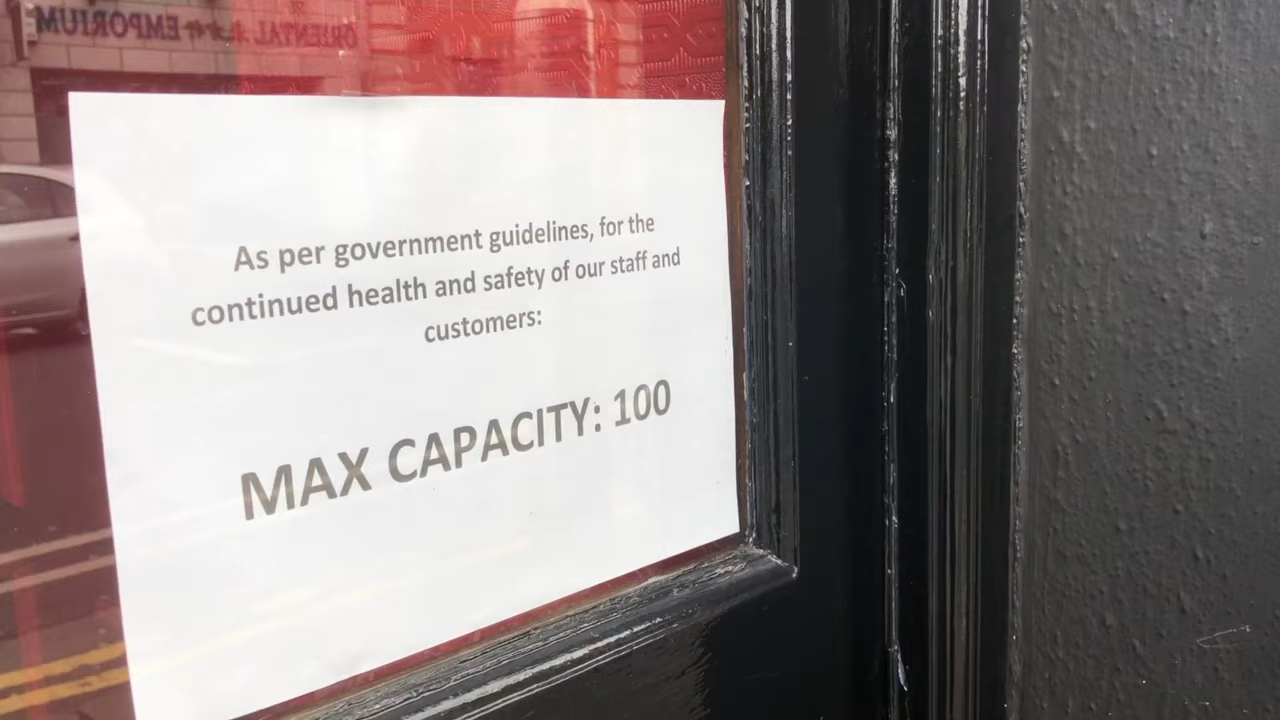 ORIENTAL EMPORIUM
As per government guidelines, for the
continued health and safety of our staff and
customers:
MAX CAPACITY: 100